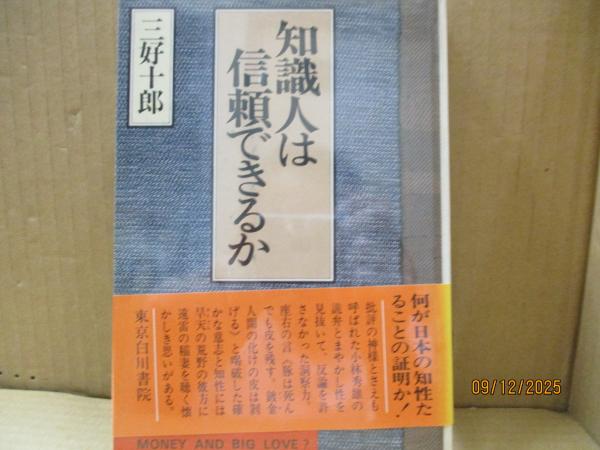 知識人は
信頼できるか
三好十郎
何が日本の知性た
ることの証明か！
批評の神様とさえも
呼ばれた小林秀雄の
詭弁とまやかし性を
見抜いて、反論を許
さなかった洞察力、
座右の言〈豚は死ん
でも皮を残す。鍍金
人間の化けの皮は剥
げる〉と喝破した確
かな意志と知性には
旱天の荒野の彼方に
遠雷の稲妻を聴く懐
かしき思いがある。
東京白川書院
MONEY AND BIG LOVE?
09/12/2025